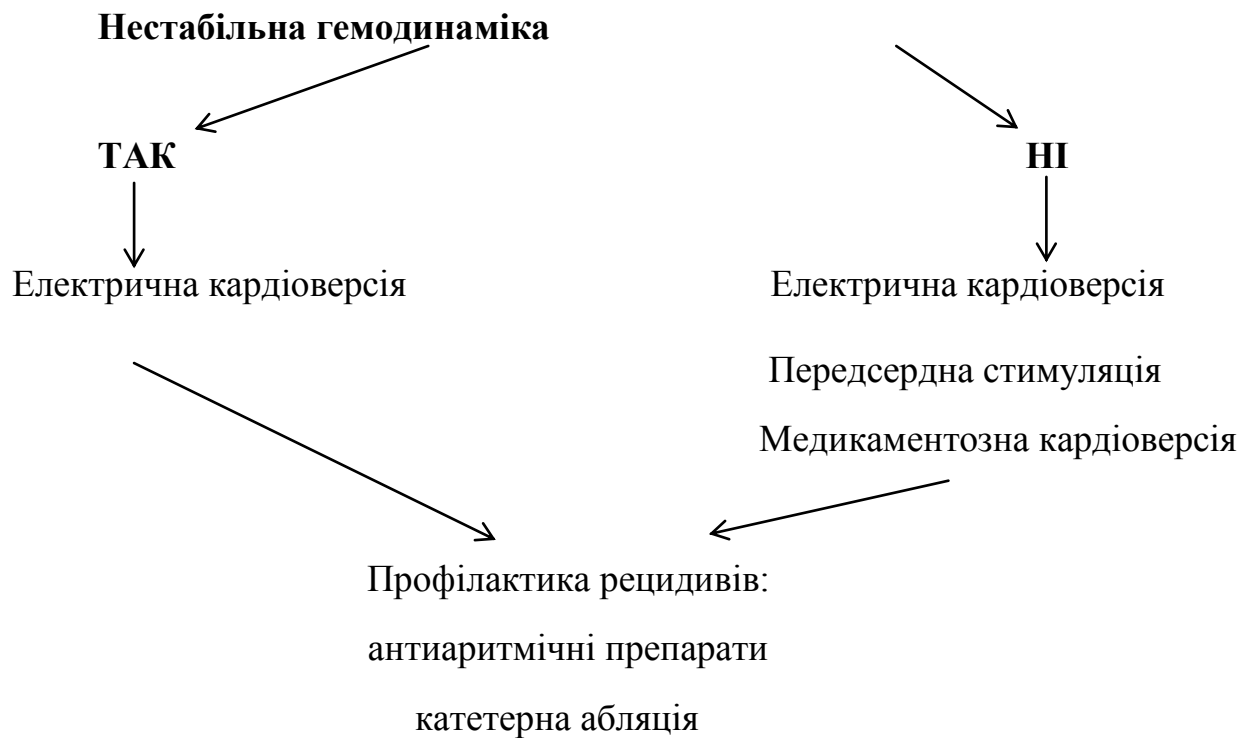 Нестабільна гемодинаміка
ТАК
НІ
Електрична кардіоверсія
Електрична кардіоверсія
Передсердна стимуляція
Медикаментозна кардіоверсія
Профілактика рецидивів:
антиаритмічні препарати
катетерна абляція